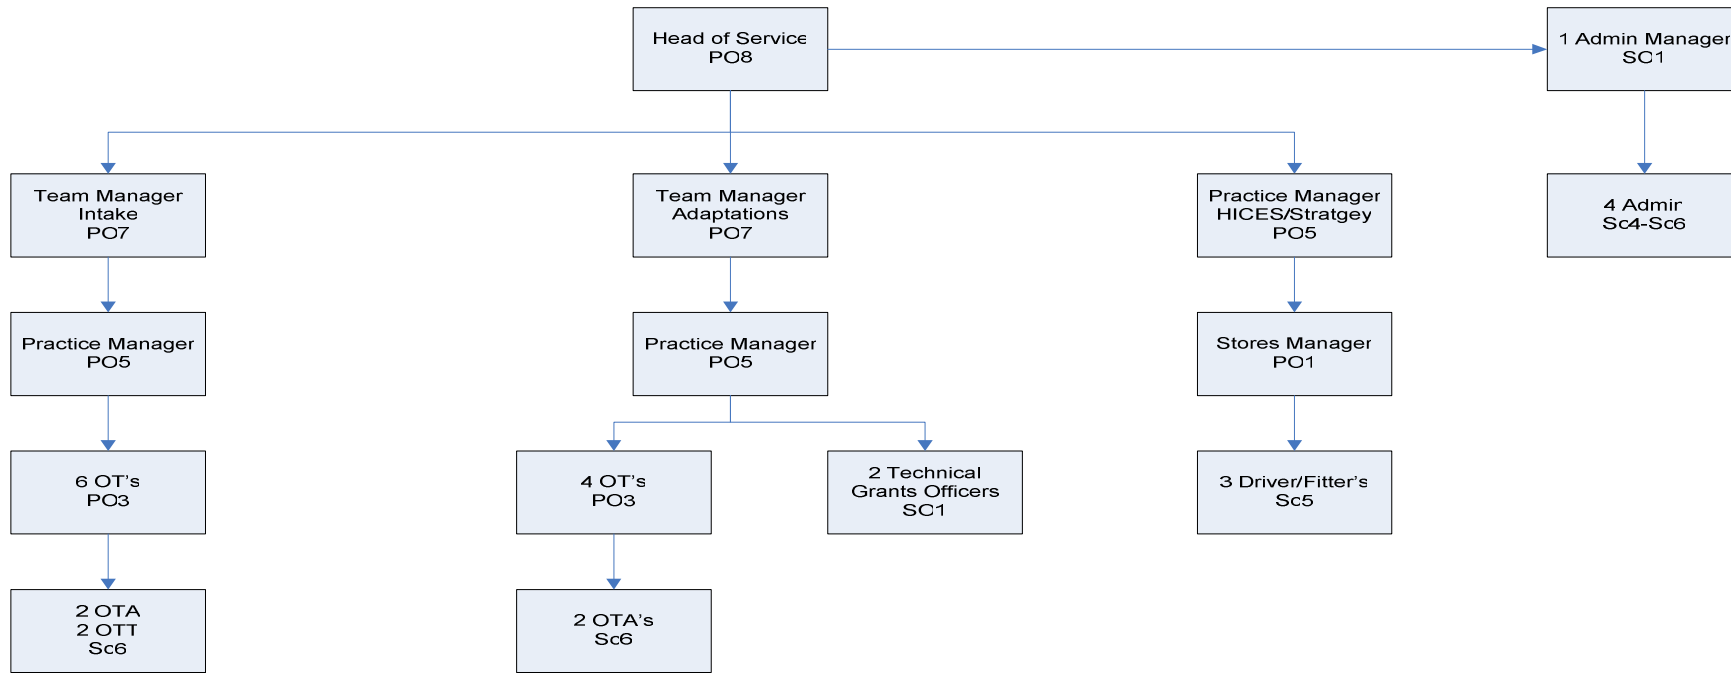 Head of Service
PO8
1 Admin Manager
SO1
Team Manager
Intake
PO7
Team Manager
Adaptations
PO7
Practice Manager
HICES/Stratgey
PO5
4 Admin
Sc4-Sc6
Practice Manager
PO5
Practice Manager
PO5
Stores Manager
PO1
6 OT’s
PO3
4 OT’s
PO3
2 Technical
Grants Officers
SO1
3 Driver/Fitter’s
Sc5
2 OTA
2 OTT
Sc6
2 OTA’s
Sc6